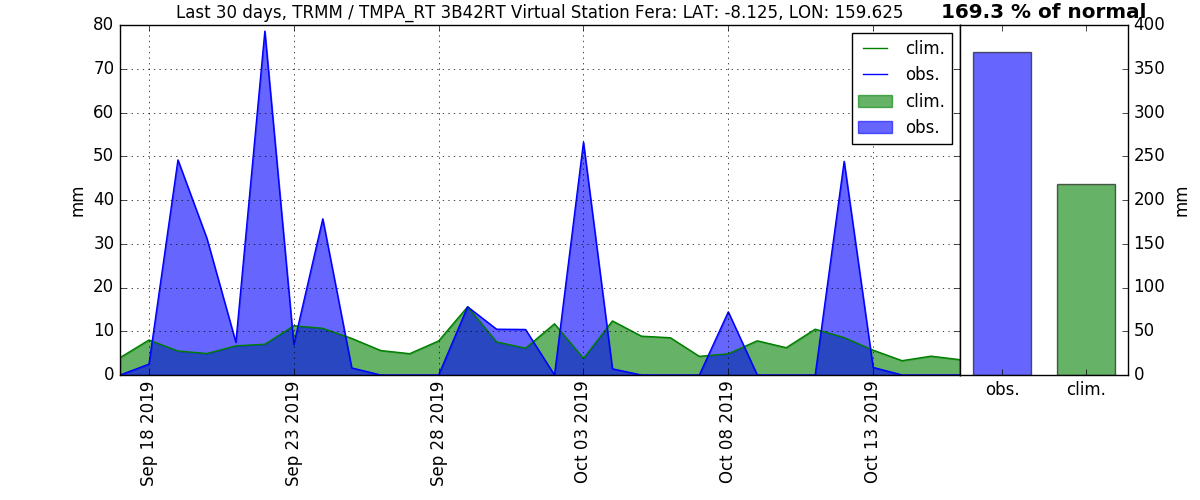 Last 30 days, TRMM / TMPA_RT 3B42RT Virtual Station Fera: LAT: -8.125, LON: 159.625
169.3 % of normal
80
70
60
50
40
30
20
10
0
mm
clim.
obs.
clim.
obs.
Sep 18 2019
Sep 23 2019
Sep 28 2019
Oct 03 2019
Oct 08 2019
Oct 13 2019
400
350
300
250
200
150
100
50
0
mm
obs.
clim.